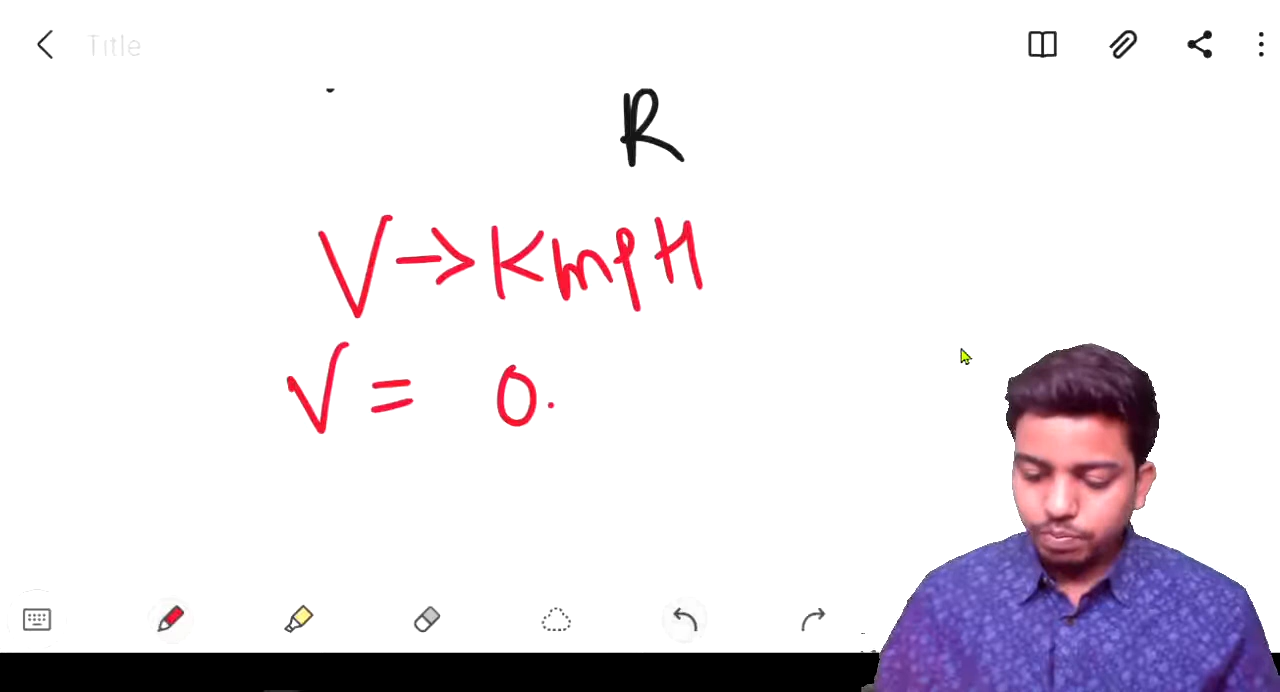 Title
R
V → KmpH
V = 0.